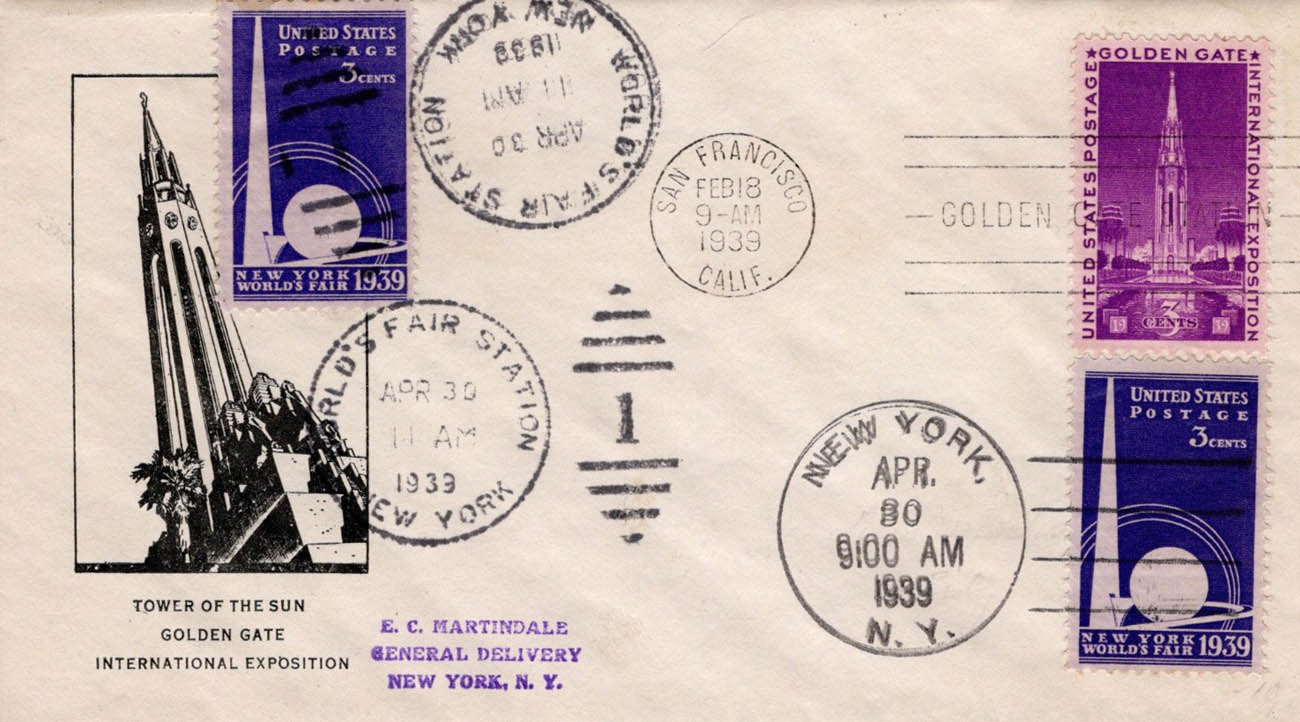 UNITED STATES
POSTAGE
3 CENTS
NEW YORK
WORLD'S FAIR 1939
WORLD'S FAIR STATION
NEW YORK
APR 30
11 AM
1939
SAN FRANCISCO
FEB 18
9-AM
1939
CALIF.
GOLDEN GATE STATION
★GOLDEN GATE★
UNITED STATES POSTAGE
INTERNATIONAL EXPOSITION
19 3 39
CENTS
WORLD'S FAIR STATION
APR 30
11 AM
1939
NEW YORK
1
NEW YORK,
APR.
30
9:00 AM
1939
N. Y.
UNITED STATES
POSTAGE
3 CENTS
NEW YORK
WORLD'S FAIR 1939
TOWER OF THE SUN
GOLDEN GATE
INTERNATIONAL EXPOSITION
E. C. MARTINDALE
GENERAL DELIVERY
NEW YORK, N. Y.